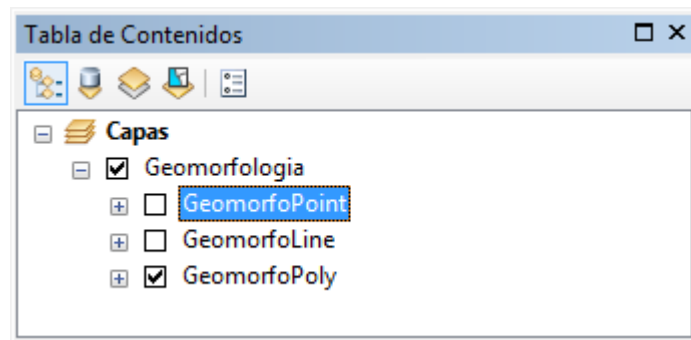 Tabla de Contenidos
Capas
Geomorfologia
GeomorfoPoint
GeomorfoLine
GeomorfoPoly